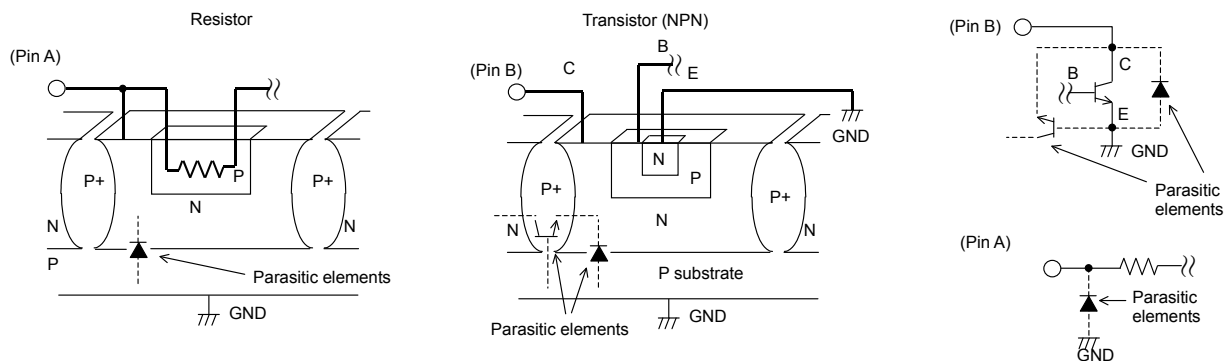 Resistor
(Pin A)
P+
P
P+
N
N
N
P
Parasitic elements
GND
Transistor (NPN)
B
(Pin B)
C
E
GND
N
P+
P
P+
N
N
N
P substrate
Parasitic elements
GND
(Pin B)
C
B
E
GND
Parasitic
elements
(Pin A)
Parasitic
elements
GND